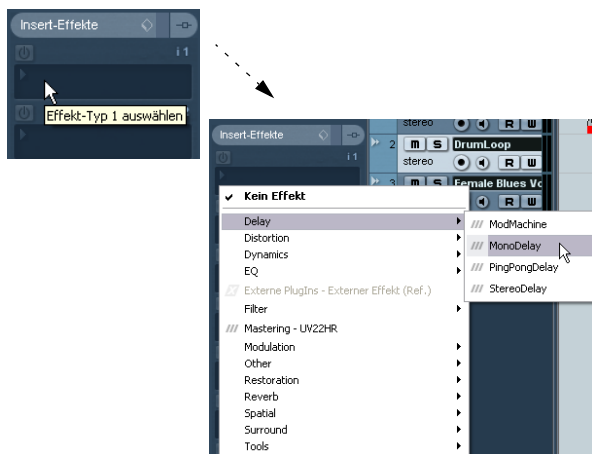 Insert-Effekte
i 1
Effekt-Typ 1 auswählen
Insert-Effekte
i 1
stereo
R W
2 m S DrumLoop
stereo
R W
3 m S Female Blues Vo
R W
Kein Effekt
Delay
Distortion
Dynamics
EQ
Externe PlugIns - Externer Effekt (Ref.)
Filter
Mastering - UV22HR
Modulation
Other
Restoration
Reverb
Spatial
Surround
Tools
ModMachine
MonoDelay
PingPongDelay
StereoDelay